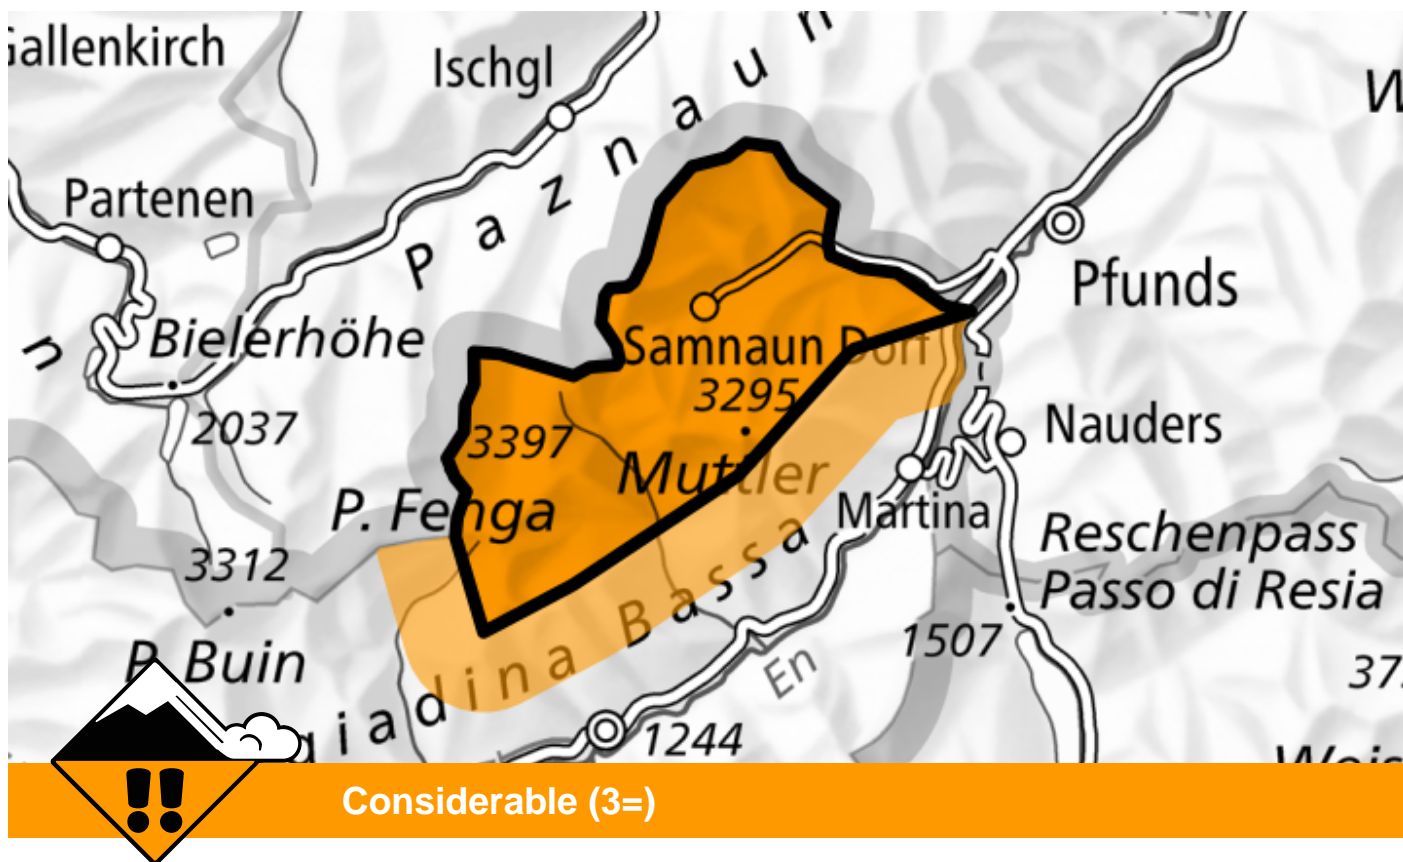 Gallenkirch
Ischgl
Paznaun
Partenen
Pfunds
Bielerhöhe
Samnaun Dorf
3295
2037
3397
Nauders
Muttler
P. Fenga
Martina
3312
Reschenpass
Passo di Resia
P. Buin
giadina Bassa
1507
En
1244
Considerable (3=)